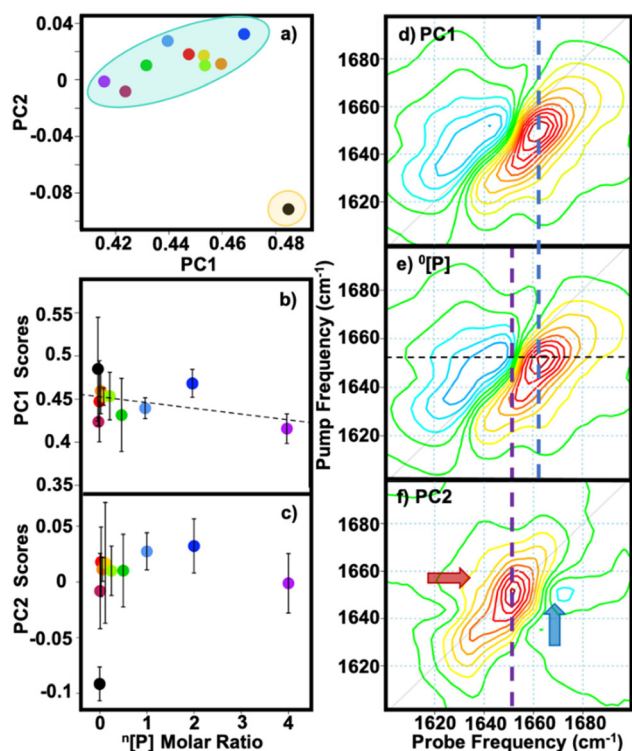 a)
0.04
0
-0.04
-0.08
PC2
0.42 0.44 0.46 0.48
PC1
b)
0.55
0.5
0.45
0.4
0.35
PC1 Scores
c)
0.05
0
-0.05
-0.1
PC2 Scores
0 1 2 3 4
ⁿ[P] Molar Ratio
d) PC1
1680
1660
1640
1620
e) ⁰[P]
1680
1660
1640
1620
Pump Frequency (cm⁻¹)
f) PC2
1680
1660
1640
1620
1620 1640 1660 1680
Probe Frequency (cm⁻¹)